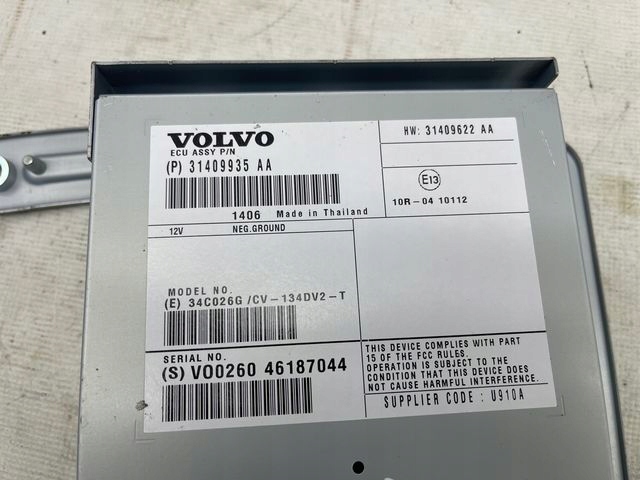 VOLVO
ECU ASSY P/N
(P) 31409935 AA
1406 Made in Thailand
HW: 31409622 AA
E13
10R-04 10112
12V NEG.GROUND
MODEL NO.
(E) 34C026G /CV-134DV2-T
SERIAL NO.
(S) V00260 46187044
THIS DEVICE COMPLIES WITH PART
15 OF THE FCC RULES.
OPERATION IS SUBJECT TO THE
CONDITION THAT THIS DEVICE DOES
NOT CAUSE HARMFUL INTERFERENCE.
SUPPLIER CODE : U910A